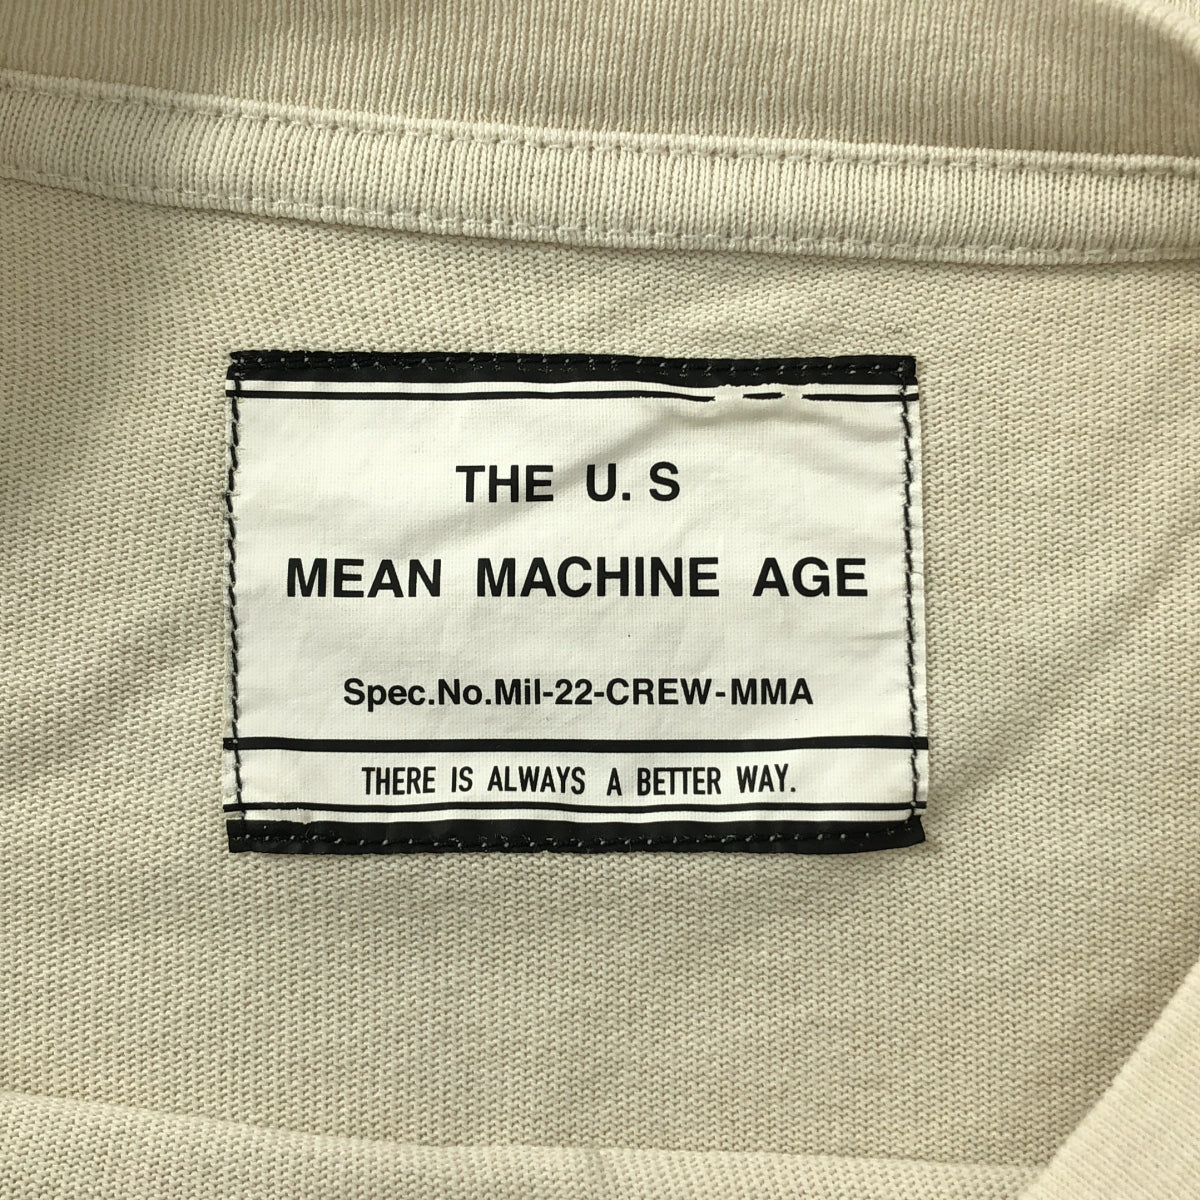 THE U. S
MEAN MACHINE AGE
Spec.No.Mil-22-CREW-MMA
THERE IS ALWAYS A BETTER WAY.